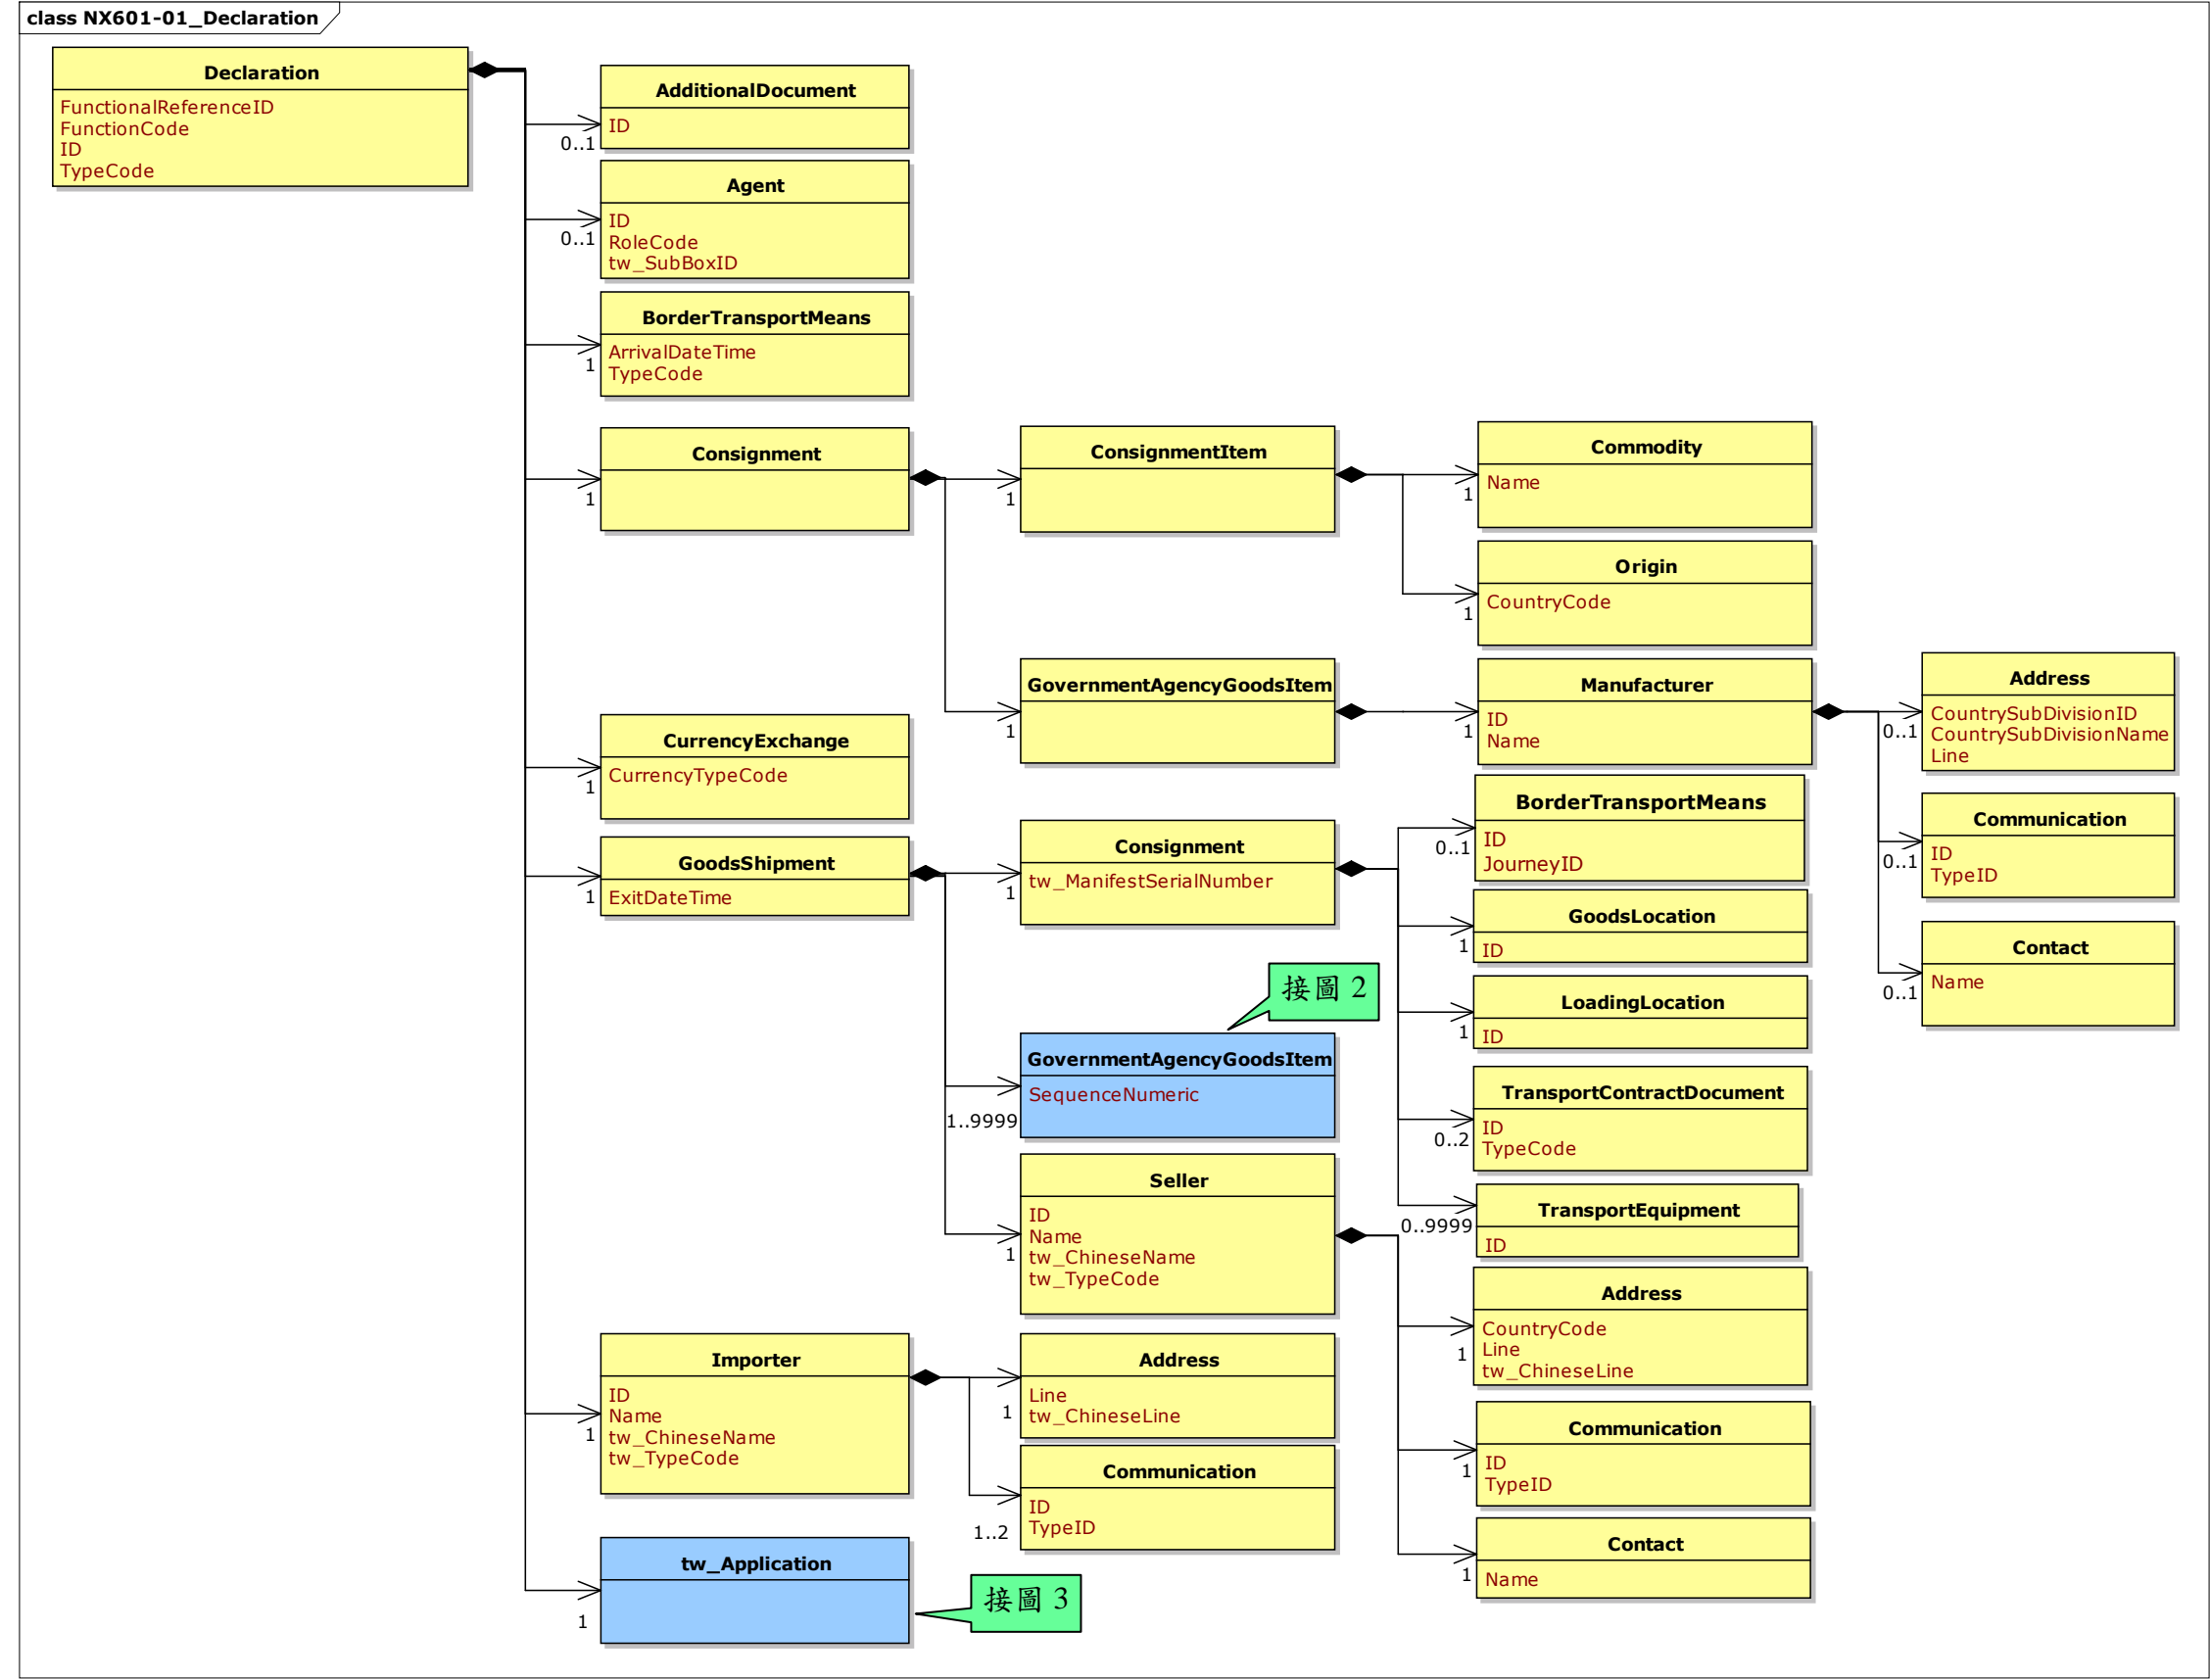 class NX601-01_Declaration
Declaration
FunctionalReferenceID
FunctionCode
ID
TypeCode
AdditionalDocument
ID
0..1
Agent
ID
RoleCode
tw_SubBoxID
0..1
BorderTransportMeans
ArrivalDateTime
TypeCode
1
Consignment
1
ConsignmentItem
1
Commodity
Name
1
Origin
CountryCode
1
GovernmentAgencyGoodsItem
1
Manufacturer
ID
Name
1
Address
CountrySubDivisionID
CountrySubDivisionName
Line
0..1
Communication
ID
TypeID
0..1
Contact
Name
0..1
CurrencyExchange
CurrencyTypeCode
1
GoodsShipment
ExitDateTime
1
Consignment
tw_ManifestSerialNumber
1
BorderTransportMeans
ID
JourneyID
0..1
GoodsLocation
ID
1
LoadingLocation
ID
1
TransportContractDocument
ID
TypeCode
0..2
TransportEquipment
ID
0..9999
接圖 2
GovernmentAgencyGoodsItem
SequenceNumeric
1..9999
Seller
ID
Name
tw_ChineseName
tw_TypeCode
1
Address
CountryCode
Line
tw_ChineseLine
1
Communication
ID
TypeID
1
Contact
Name
1
Importer
ID
Name
tw_ChineseName
tw_TypeCode
1
Address
Line
tw_ChineseLine
1
Communication
ID
TypeID
1..2
tw_Application
1
接圖 3